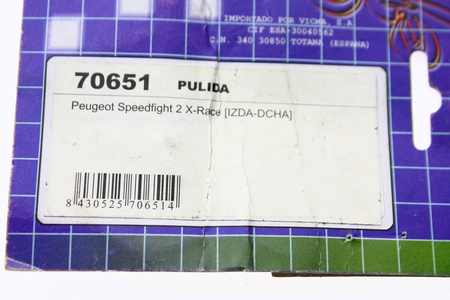 IMPORTADO POR VICMA, S.A
CIF ESA-30040562
C.N. 340 30850 TOTANA (ESPAÑA)
70651 PULIDA
Peugeot Speedfight 2 X-Race [IZDA-DCHA]
8 430525 706514